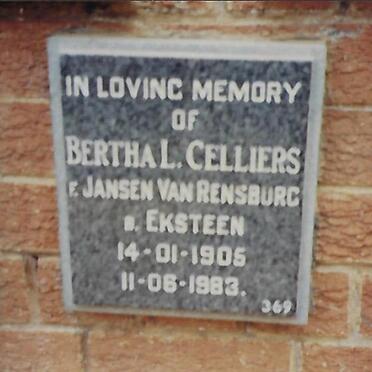 IN LOVING MEMORY
OF
BERTHA L. CELLIERS
F. JANSEN VAN RENSBURG
B. EKSTEEN
14-01-1905
11-06-1983.
369